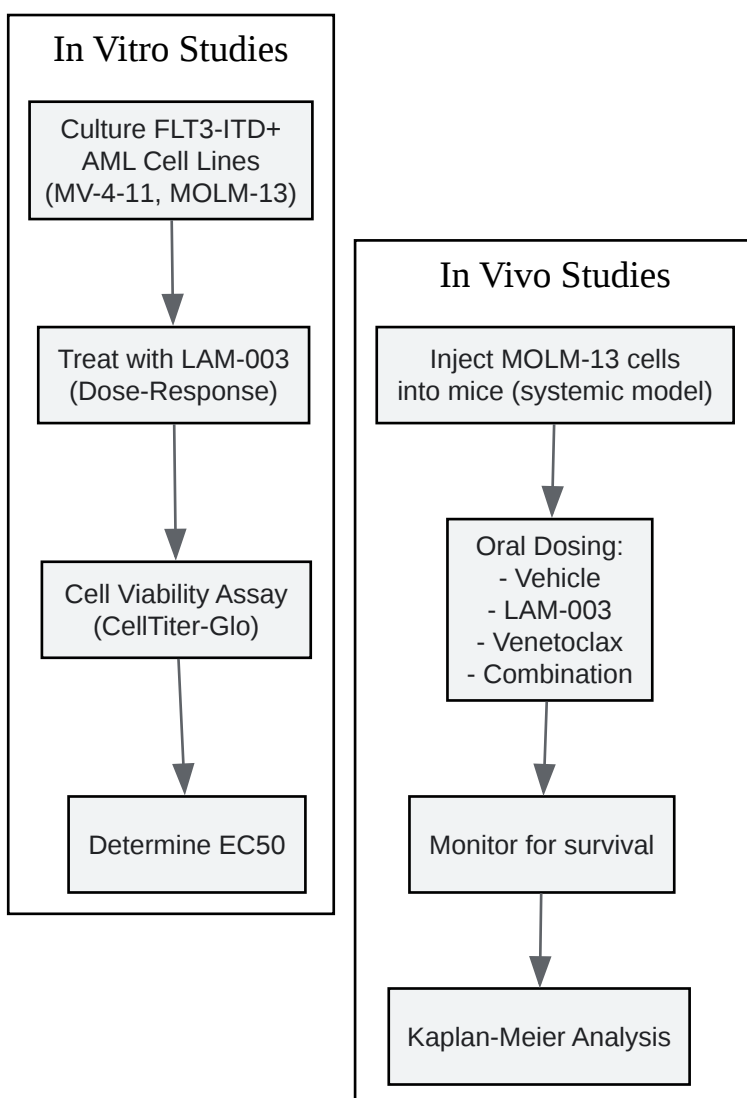 In Vitro Studies
Culture FLT3-ITD+
AML Cell Lines
(MV-4-11, MOLM-13)
Treat with LAM-003
(Dose-Response)
Cell Viability Assay
(CellTiter-Glo)
Determine EC50
In Vivo Studies
Inject MOLM-13 cells
into mice (systemic model)
Oral Dosing:
- Vehicle
- LAM-003
- Venetoclax
- Combination
Monitor for survival
Kaplan-Meier Analysis